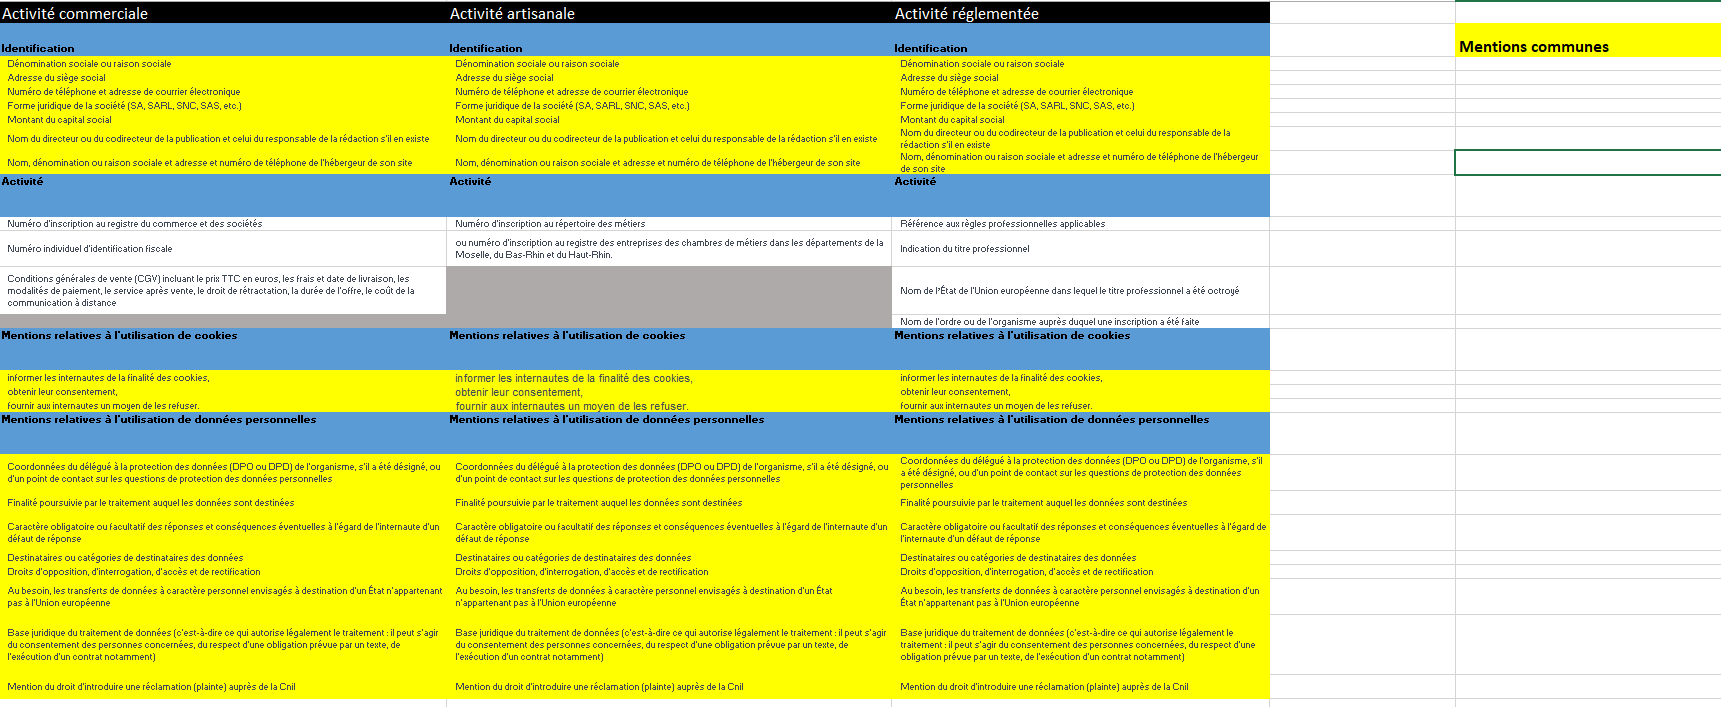 Activité commerciale
Activité artisanale
Activité réglementée
Identification
Identification
Identification
Mentions communes
Dénomination sociale ou raison sociale
Dénomination sociale ou raison sociale
Dénomination sociale ou raison sociale
Adresse du siège social
Adresse du siège social
Adresse du siège social
Numéro de téléphone et adresse de courrier électronique
Numéro de téléphone et adresse de courrier électronique
Numéro de téléphone et adresse de courrier électronique
Forme juridique de la société (SA, SARL, SNC, SAS, etc.)
Forme juridique de la société (SA, SARL, SNC, SAS, etc.)
Forme juridique de la société (SA, SARL, SNC, SAS, etc.)
Montant du capital social
Montant du capital social
Montant du capital social
Nom du directeur ou du codirecteur de la publication et celui du responsable de la rédaction s'il en existe
Nom du directeur ou du codirecteur de la publication et celui du responsable de la rédaction s'il en existe
Nom du directeur ou du codirecteur de la publication et celui du responsable de la
rédaction s'il en existe
Nom, dénomination ou raison sociale et adresse et numéro de téléphone de l'hébergeur de son site
Nom, dénomination ou raison sociale et adresse et numéro de téléphone de l'hébergeur de son site
Nom, dénomination ou raison sociale et adresse et numéro de téléphone de l'hébergeur
de son site
Activité
Activité
Activité
Numéro d'inscription au registre du commerce et des sociétés
Numéro d'inscription au répertoire des métiers
Référence aux règles professionnelles applicables
Numéro individuel d'identification fiscale
ou numéro d'inscription au registre des entreprises des chambres de métiers dans les départements de la
Moselle, du Bas-Rhin et du Haut-Rhin.
Indication du titre professionnel
Conditions générales de vente (CGV) incluant le prix TTC en euros, les frais et date de livraison, les
modalités de paiement, le service après vente, le droit de rétractation, la durée de l'offre, le coût de la
communication à distance
Nom de l'État de l'Union européenne dans lequel le titre professionnel a été octroyé
Nom de l'ordre ou de l'organisme auprès duquel une inscription a été faite
Mentions relatives à l'utilisation de cookies
Mentions relatives à l'utilisation de cookies
Mentions relatives à l'utilisation de cookies
informer les internautes de la finalité des cookies,
informer les internautes de la finalité des cookies,
informer les internautes de la finalité des cookies,
obtenir leur consentement,
obtenir leur consentement,
obtenir leur consentement,
fournir aux internautes un moyen de les refuser.
fournir aux internautes un moyen de les refuser.
fournir aux internautes un moyen de les refuser.
Mentions relatives à l'utilisation de données personnelles
Mentions relatives à l'utilisation de données personnelles
Mentions relatives à l'utilisation de données personnelles
Coordonnées du délégué à la protection des données (DPO ou DPD) de l'organisme, s'il a été désigné, ou
d'un point de contact sur les questions de protection des données personnelles
Coordonnées du délégué à la protection des données (DPO ou DPD) de l'organisme, s'il a été désigné, ou
d'un point de contact sur les questions de protection des données personnelles
Coordonnées du délégué à la protection des données (DPO ou DPD) de l'organisme, s'il
a été désigné, ou d'un point de contact sur les questions de protection des données
personnelles
Finalité poursuivie par le traitement auquel les données sont destinées
Finalité poursuivie par le traitement auquel les données sont destinées
Finalité poursuivie par le traitement auquel les données sont destinées
Caractère obligatoire ou facultatif des réponses et conséquences éventuelles à l'égard de l'internaute d'un
défaut de réponse
Caractère obligatoire ou facultatif des réponses et conséquences éventuelles à l'égard de l'internaute d'un
défaut de réponse
Caractère obligatoire ou facultatif des réponses et conséquences éventuelles à l'égard de
l'internaute d'un défaut de réponse
Destinataires ou catégories de destinataires des données
Destinataires ou catégories de destinataires des données
Destinataires ou catégories de destinataires des données
Droits d'opposition, d'interrogation, d'accès et de rectification
Droits d'opposition, d'interrogation, d'accès et de rectification
Droits d'opposition, d'interrogation, d'accès et de rectification
Au besoin, les transferts de données à caractère personnel envisagés à destination d'un État n'appartenant
pas à l'Union européenne
Au besoin, les transferts de données à caractère personnel envisagés à destination d'un État
n'appartenant pas à l'Union européenne
Au besoin, les transferts de données à caractère personnel envisagés à destination d'un
État n'appartenant pas à l'Union européenne
Base juridique du traitement de données (c'est-à-dire ce qui autorise légalement le traitement : il peut s'agir
du consentement des personnes concernées, du respect d'une obligation prévue par un texte, de
l'exécution d'un contrat notamment)
Base juridique du traitement de données (c'est-à-dire ce qui autorise légalement le traitement : il peut s'agir
du consentement des personnes concernées, du respect d'une obligation prévue par un texte, de
l'exécution d'un contrat notamment)
Base juridique du traitement de données (c'est-à-dire ce qui autorise légalement le
traitement : il peut s'agir du consentement des personnes concernées, du respect d'une
obligation prévue par un texte, de l'exécution d'un contrat notamment)
Mention du droit d'introduire une réclamation (plainte) auprès de la Cnil
Mention du droit d'introduire une réclamation (plainte) auprès de la Cnil
Mention du droit d'introduire une réclamation (plainte) auprès de la Cnil